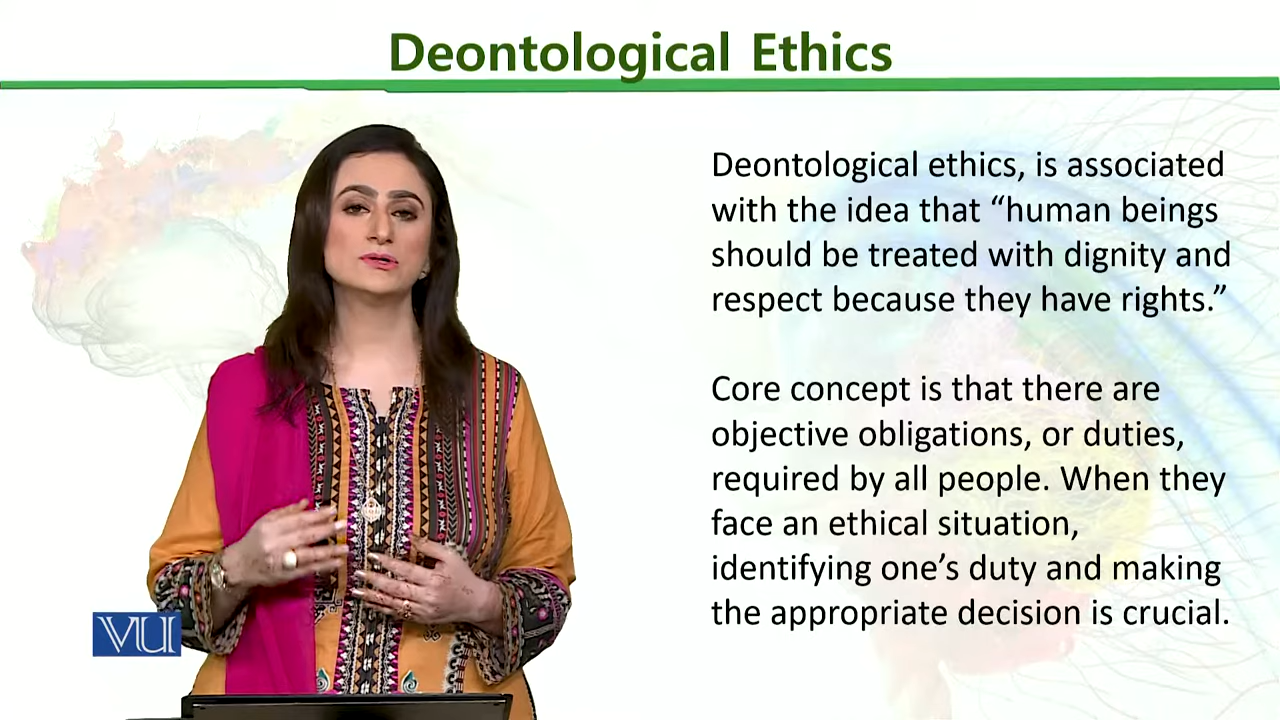 Deontological Ethics
Deontological ethics, is associated
with the idea that “human beings
should be treated with dignity and
respect because they have rights.”
Core concept is that there are
objective obligations, or duties,
required by all people. When they
face an ethical situation,
identifying one’s duty and making
the appropriate decision is crucial.
VU